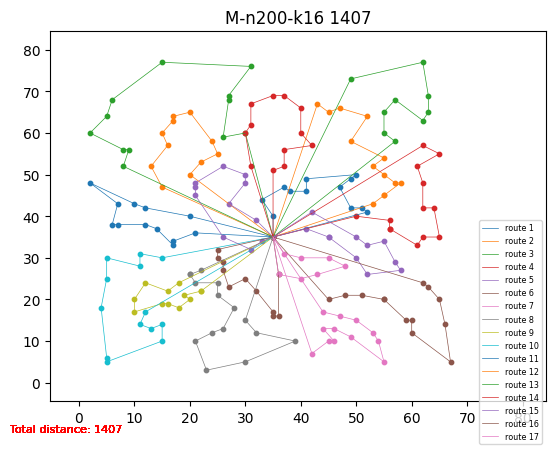 M-n200-k16 1407
80
70
60
50
40
30
20
10
0
0 10 20 30 40 50 60 70 80
route 1
route 2
route 3
route 4
route 5
route 6
route 7
route 8
route 9
route 10
route 11
route 12
route 13
route 14
route 15
route 16
route 17
Total distance: 1407